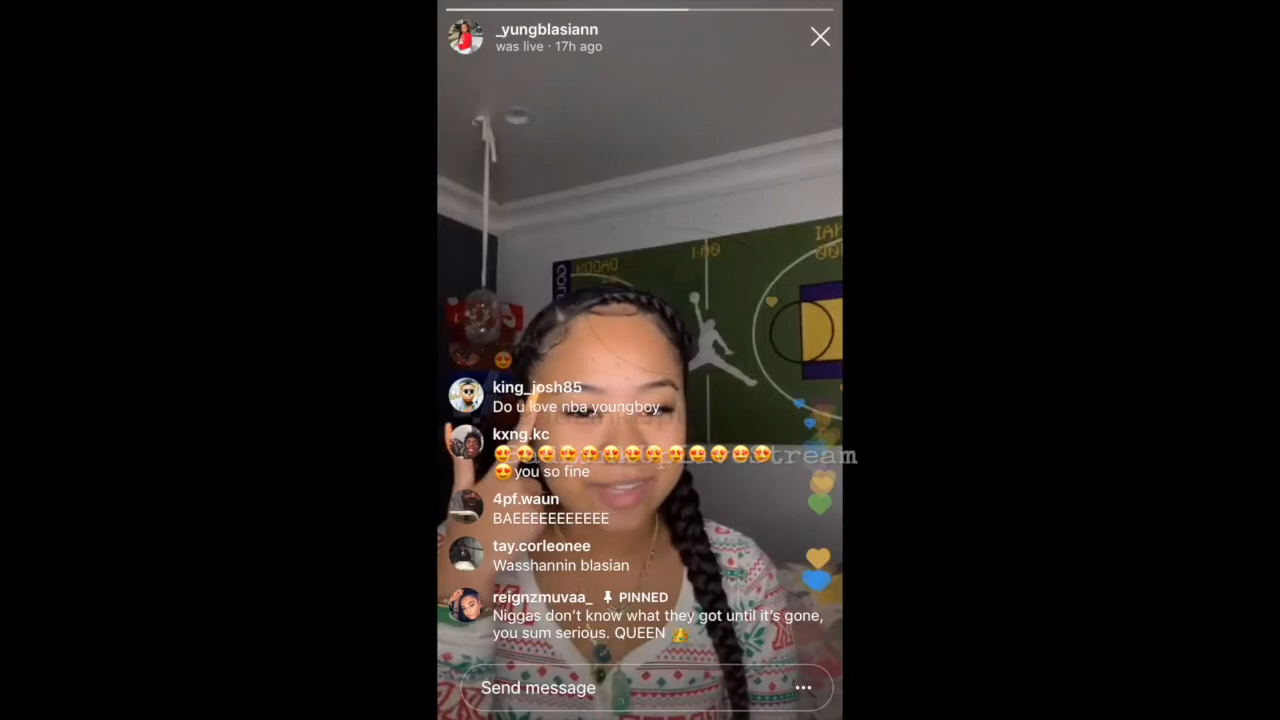 _yungblasiann
was live · 17h ago
king_josh85
Do u love nba youngboy
kxng.kc
😍😍😍😍😍😍😍😍😍😍😍😍😍
😍you so fine
4pf.waun
BAEEEEEEEEEEE
tay.corleonee
Wasshannin blasian
reignzmuvaa_ PINNED
Niggas don’t know what they got until it’s gone,
you sum serious. QUEEN 👑
Send message